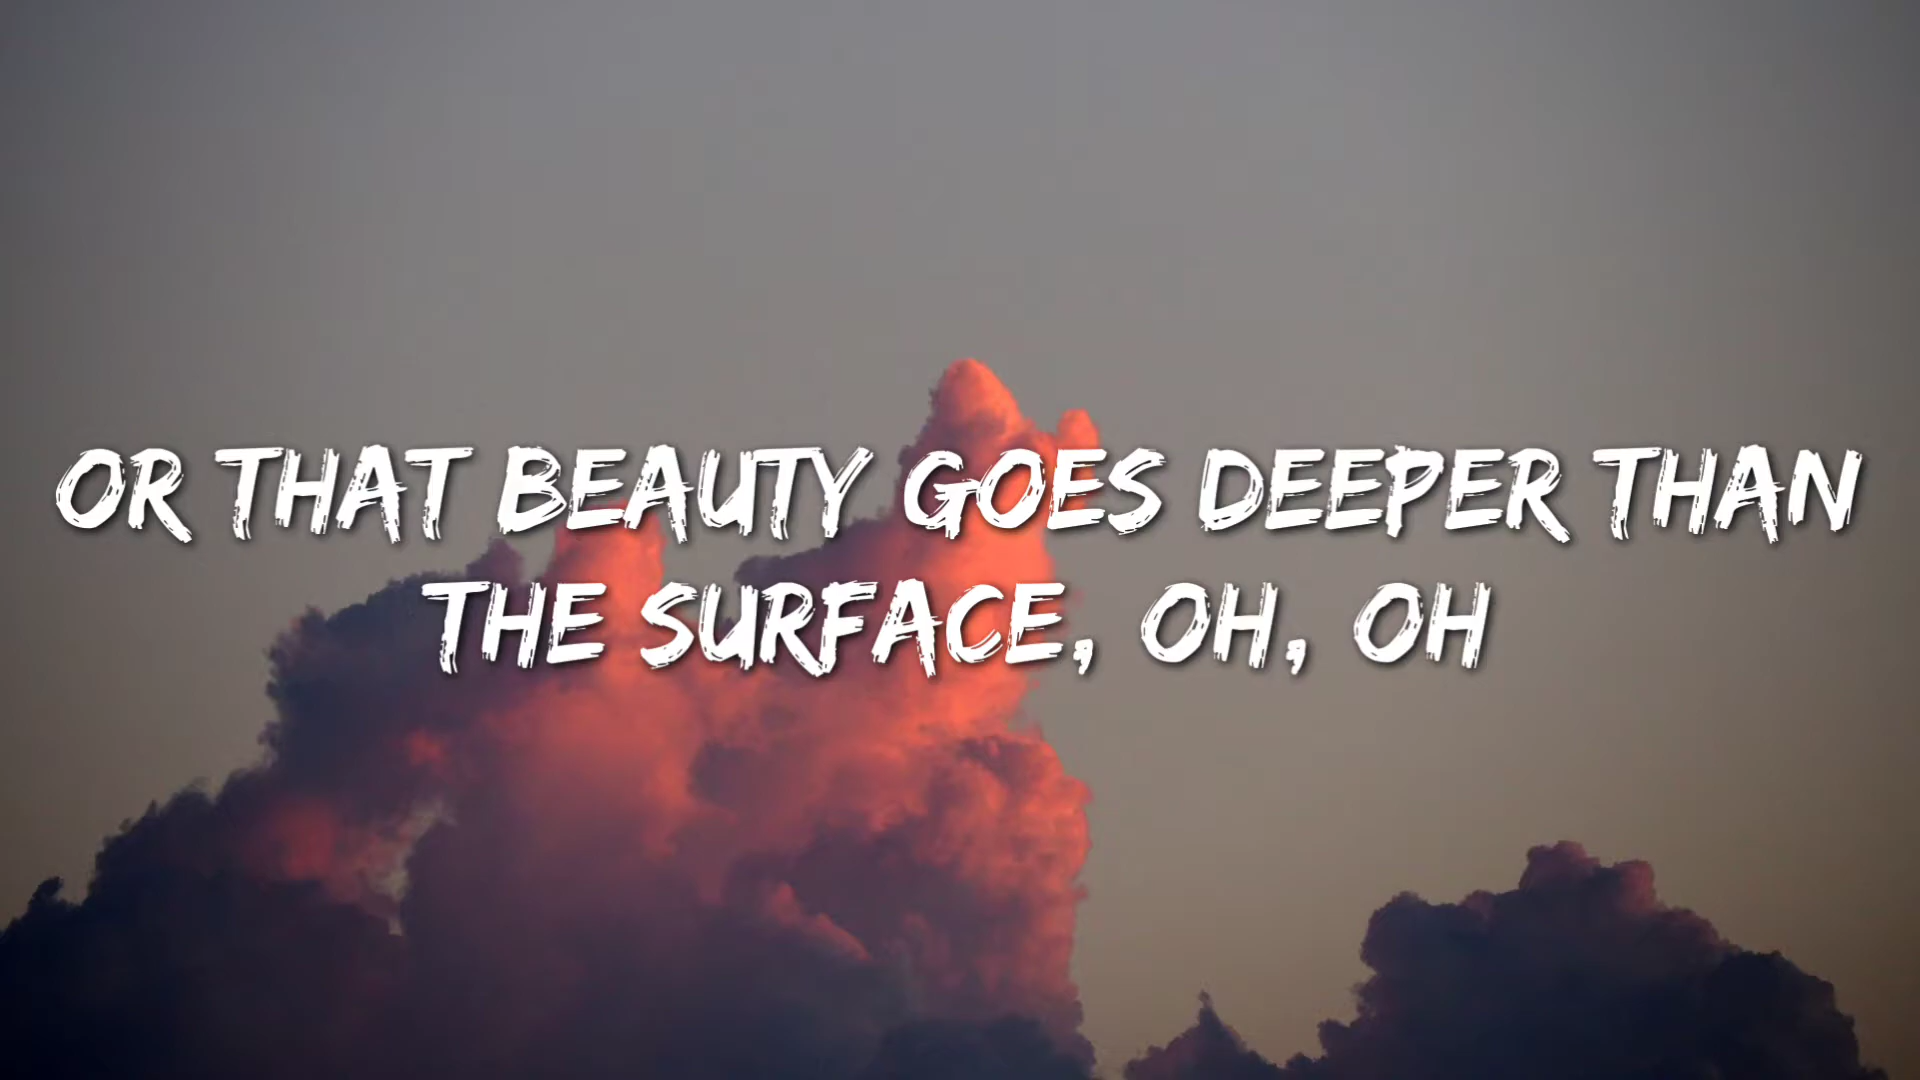 OR THAT BEAUTY GOES DEEPER THAN
THE SURFACE, OH, OH